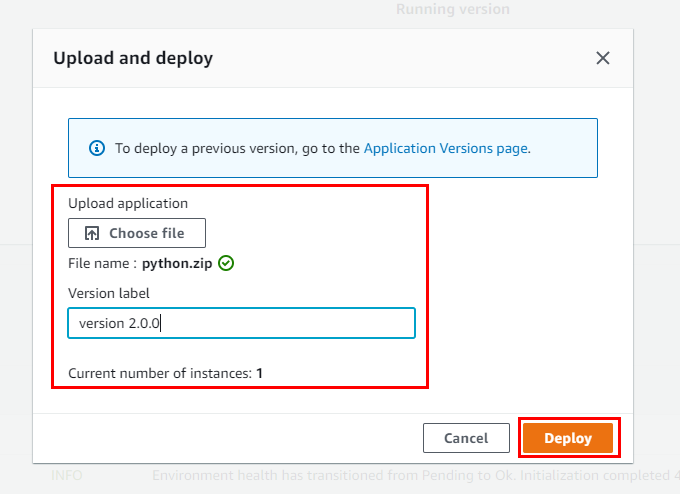 Running version
Upload and deploy
To deploy a previous version, go to the Application Versions page.
Upload application
Choose file
File name : python.zip
Version label
version 2.0.0
Current number of instances: 1
Cancel
Deploy
INFO
Environment health has transitioned from Pending to Ok. Initialization completed 4